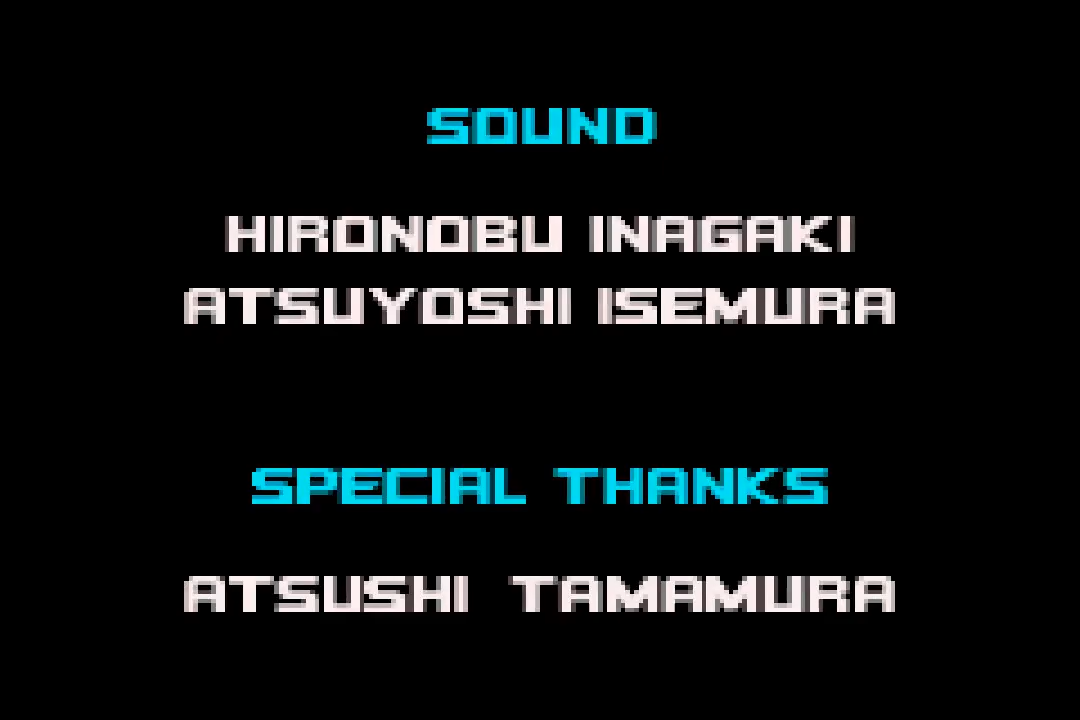 SOUND
HIRONOBU INAGAKI
ATSUYOSHI ISEMURA
SPECIAL THANKS
ATSUSHI TAMAMURA